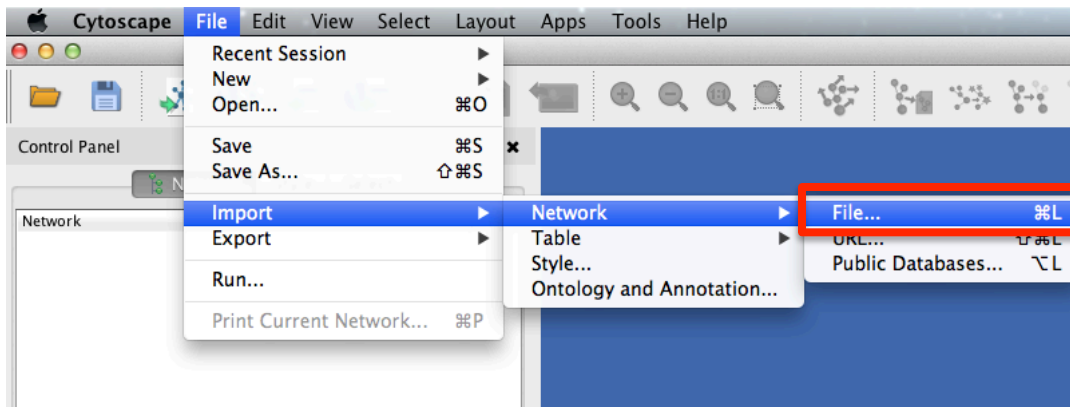 Cytoscape File Edit View Select Layout Apps Tools Help
Recent Session ▶
New ▶
Open... ⌘O
Control Panel
Save ⌘S
Save As... ⇧⌘S
N
Network
Import ▶
Export ▶
Run...
Print Current Network... ⌘P
Network ▶
Table ▶
Style...
Ontology and Annotation...
File... ⌘L
URL... ⇧⌘L
Public Databases... ⌥L